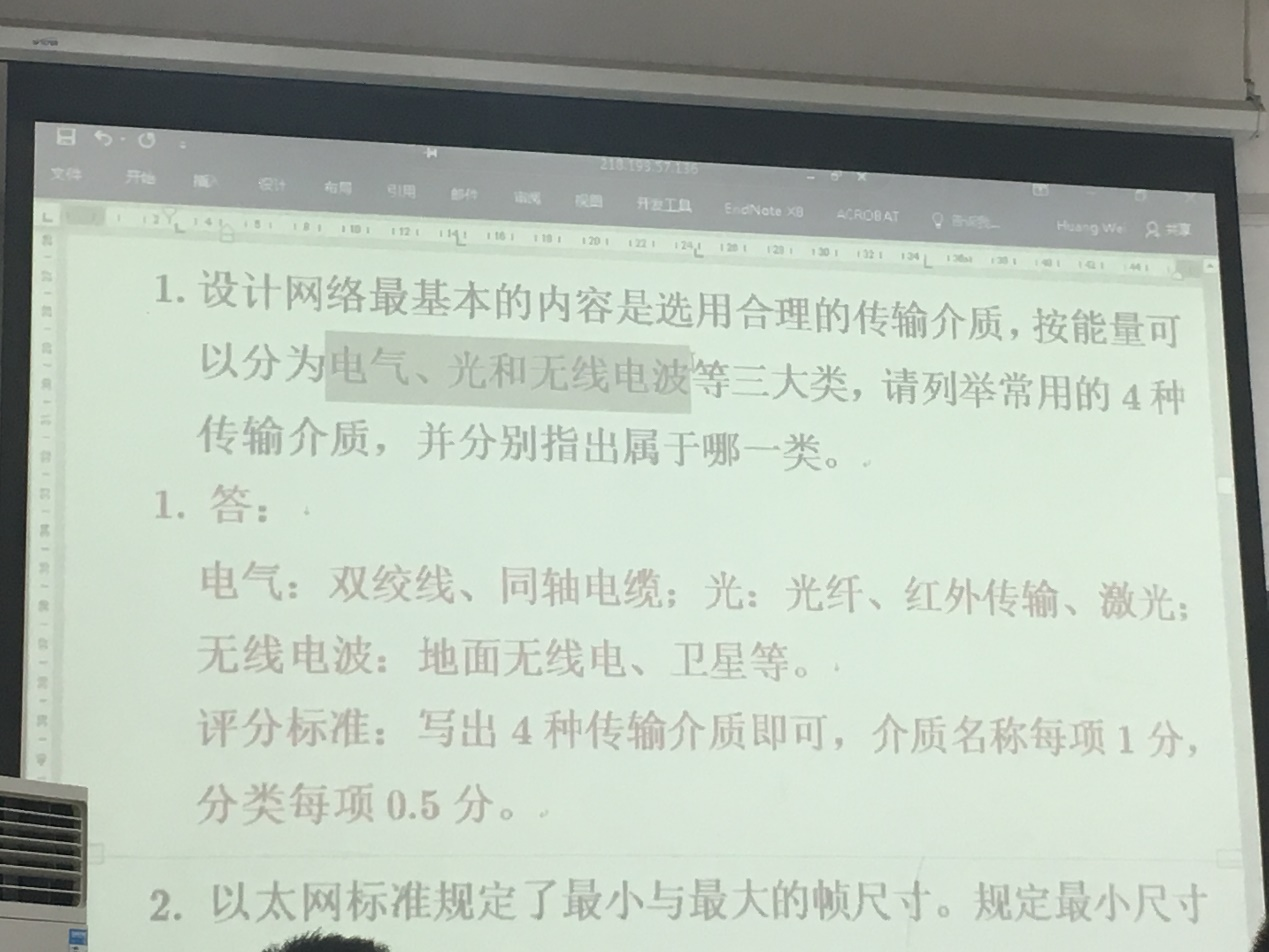 210.199.57.136
文件 开始 插入 设计 布局 引用 邮件 审阅 视图 开发工具 EndNote X8 ACROBAT 告诉我... Huang Wei 共享
1. 设计网络最基本的内容是选用合理的传输介质，按能量可
以分为电气、光和无线电波等三大类，请列举常用的 4 种
传输介质，并分别指出属于哪一类。
1. 答：
电气：双绞线、同轴电缆；光：光纤、红外传输、激光；
无线电波：地面无线电、卫星等。
评分标准：写出 4 种传输介质即可，介质名称每项 1 分，
分类每项 0.5 分。
2. 以太网标准规定了最小与最大的帧尺寸。规定最小尺寸